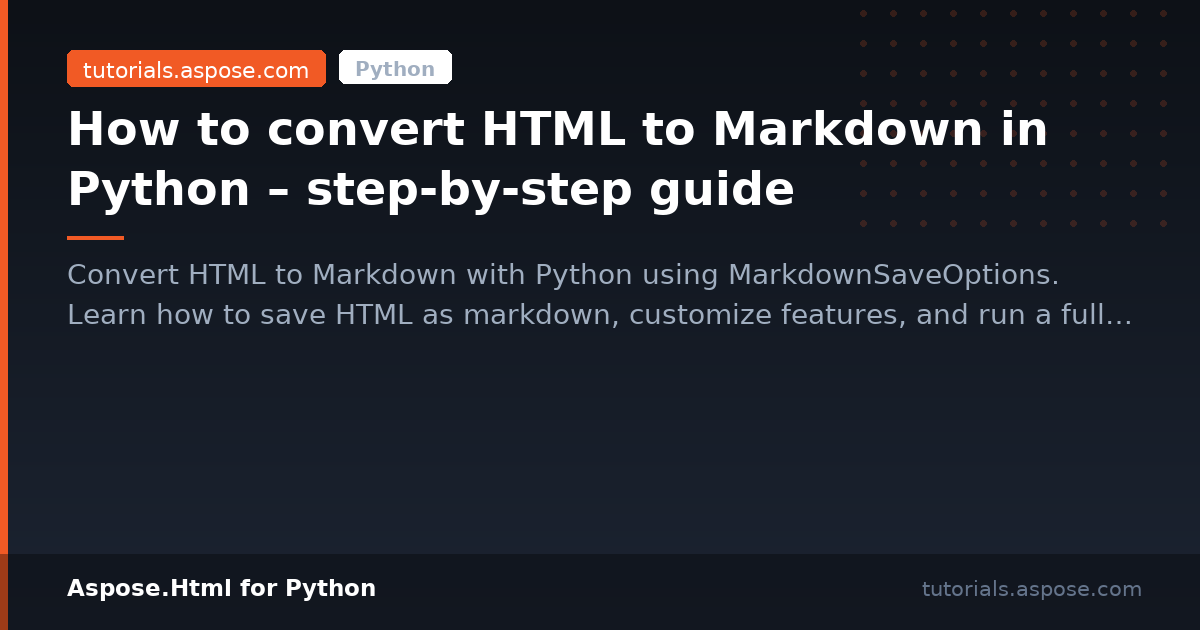 tutorials.aspose.com Python
How to convert HTML to Markdown in
Python – step-by-step guide
Convert HTML to Markdown with Python using MarkdownSaveOptions.
Learn how to save HTML as markdown, customize features, and run a full…
Aspose.Html for Python tutorials.aspose.com